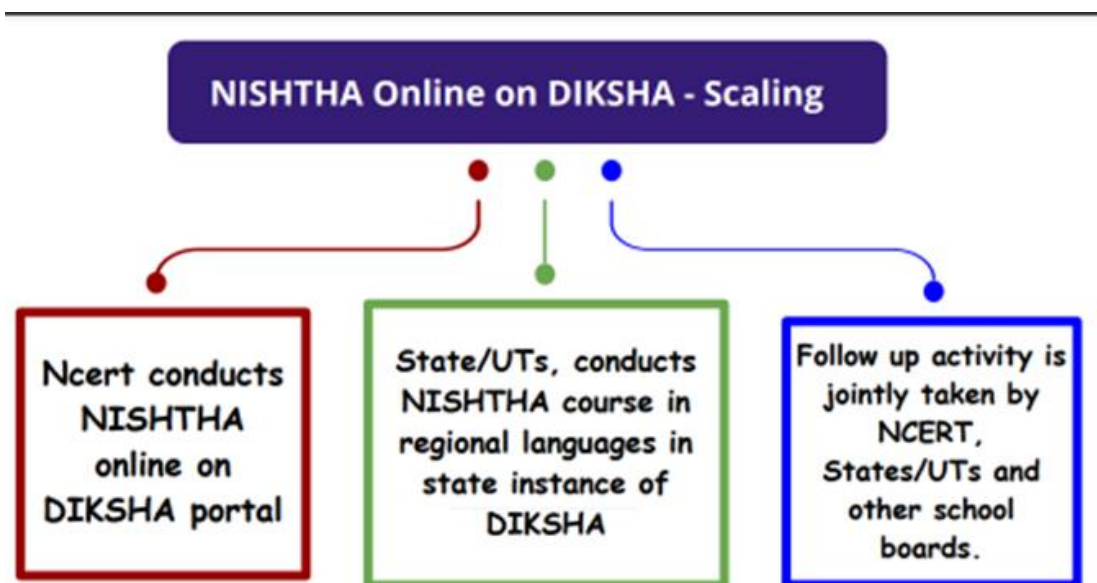 NISHTHA Online on DIKSHA - Scaling
Ncert conducts
NISHTHA
online on
DIKSHA portal
State/UTs, conducts
NISHTHA course in
regional languages in
state instance of
DIKSHA
Follow up activity is
jointly taken by
NCERT,
States/UTs and
other school
boards.